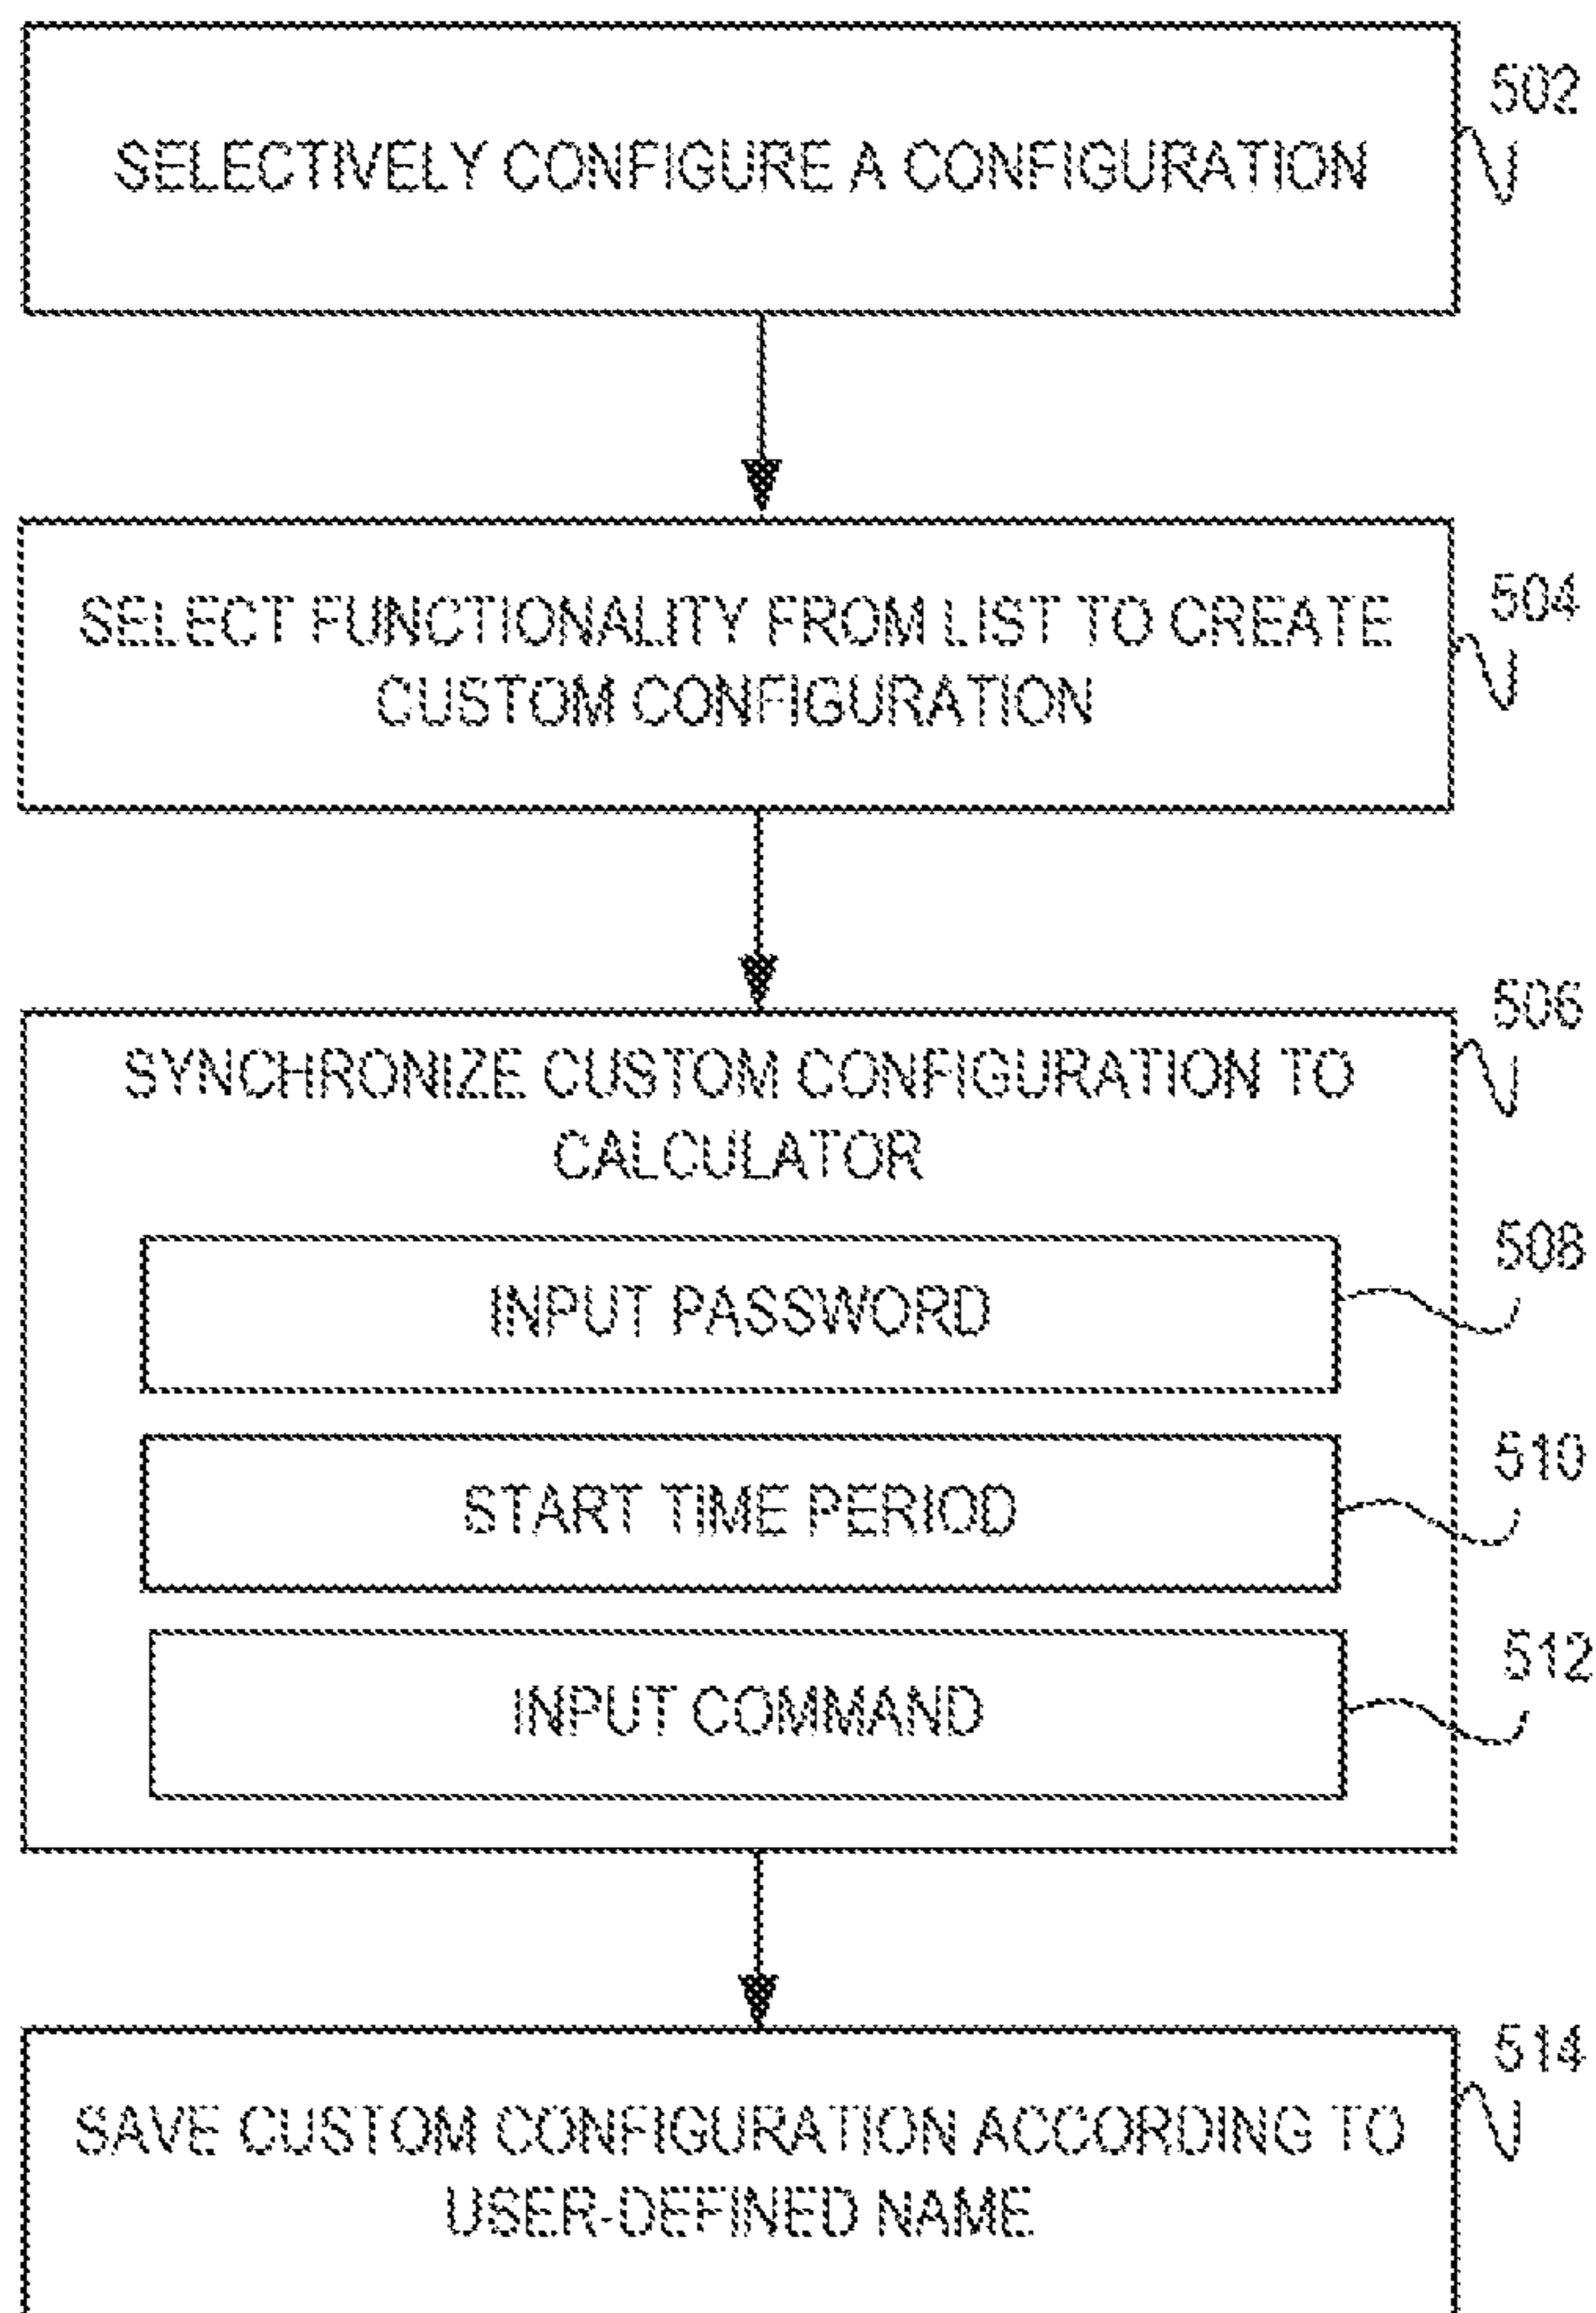 502
SELECTIVELY CONFIGURE A CONFIGURATION
504
SELECT FUNCTIONALITY FROM LIST TO CREATE
CUSTOM CONFIGURATION
506
SYNCHRONIZE CUSTOM CONFIGURATION TO
CALCULATOR
508
INPUT PASSWORD
510
START TIME PERIOD
512
INPUT COMMAND
514
SAVE CUSTOM CONFIGURATION ACCORDING TO
USER-DEFINED NAME